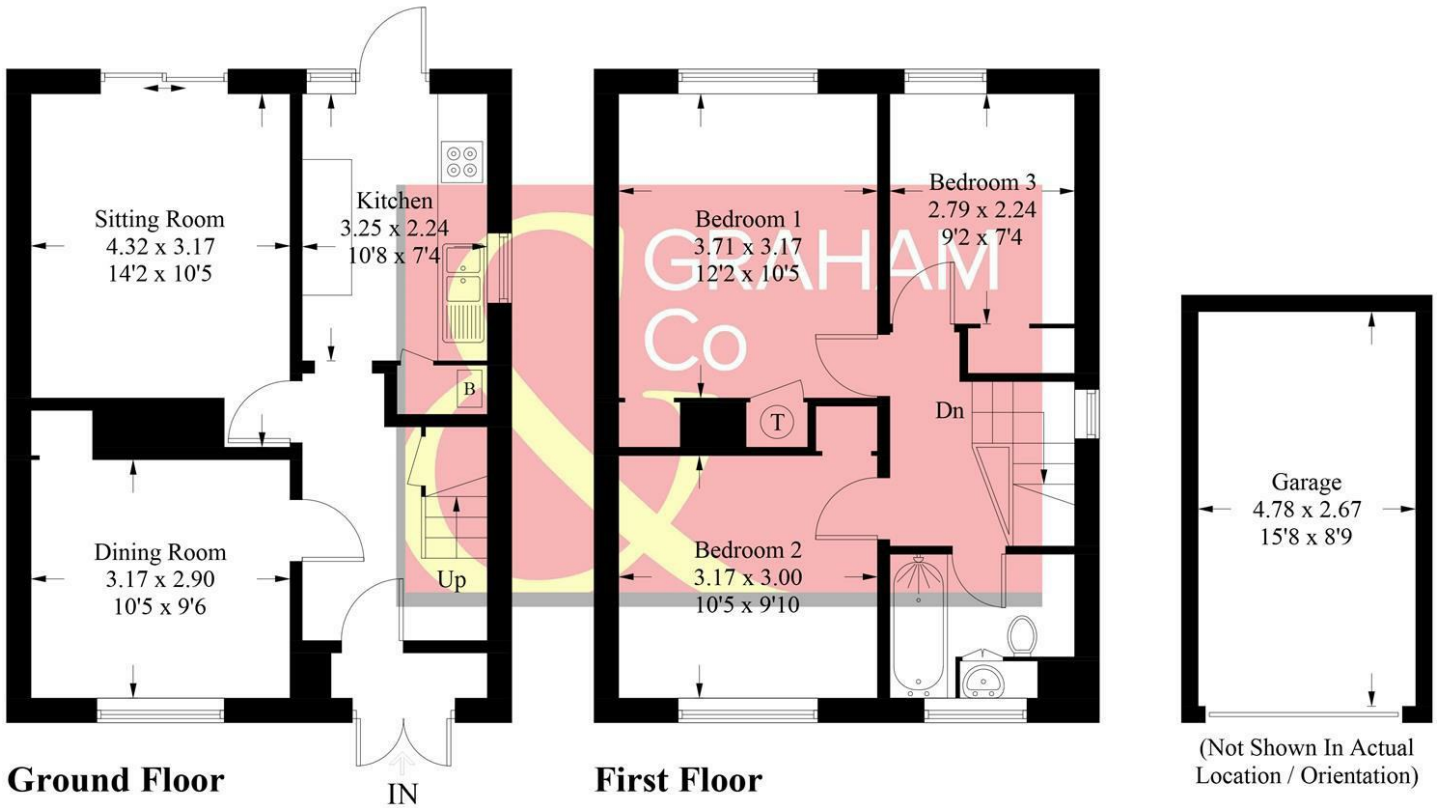 Sitting Room
4.32 x 3.17
14'2 x 10'5
Kitchen
3.25 x 2.24
10'8 x 7'4
B
Dining Room
3.17 x 2.90
10'5 x 9'6
Up
IN
Ground Floor
GRAHAM
&
Co
Bedroom 1
3.71 x 3.17
12'2 x 10'5
Bedroom 3
2.79 x 2.24
9'2 x 7'4
T
Dn
Bedroom 2
3.17 x 3.00
10'5 x 9'10
First Floor
Garage
4.78 x 2.67
15'8 x 8'9
(Not Shown In Actual
Location / Orientation)